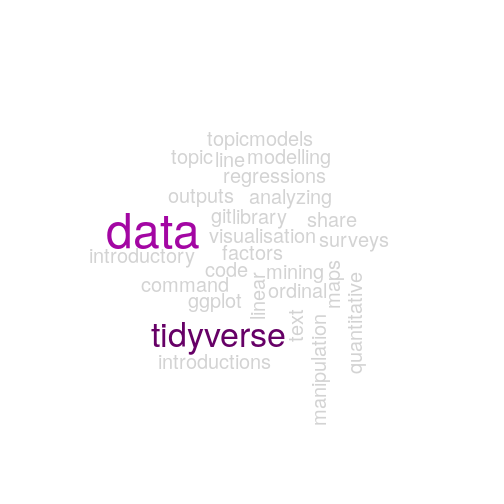 topicmodels
topic line modelling
regressions
outputs analyzing
gitlibrary share
data visualisation surveys
introductory factors
code mining
command linear ordinal maps quantitative
ggplot
tidyverse text manipulation
introductions